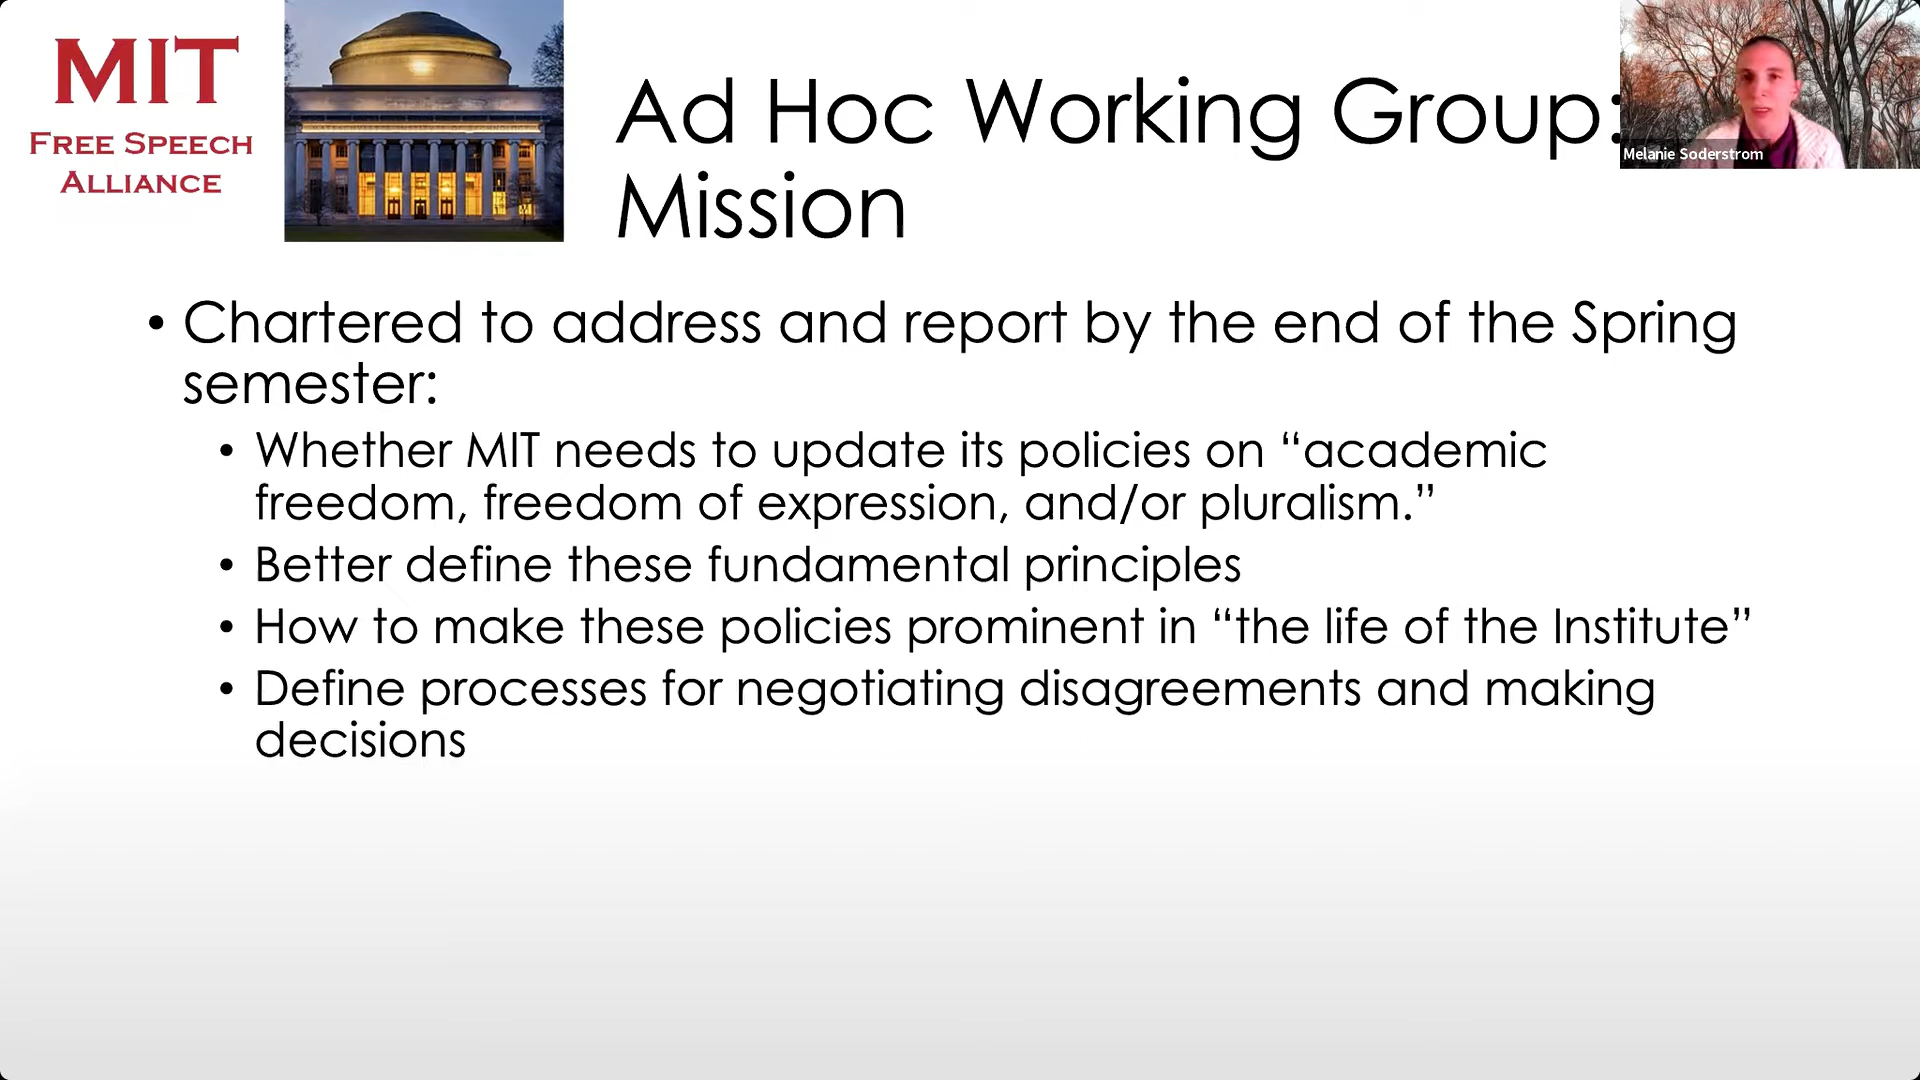 MIT
FREE SPEECH
ALLIANCE
Ad Hoc Working Group:
Mission
Melanie Soderstrom
• Chartered to address and report by the end of the Spring
semester:
• Whether MIT needs to update its policies on “academic
freedom, freedom of expression, and/or pluralism.”
• Better define these fundamental principles
• How to make these policies prominent in “the life of the Institute”
• Define processes for negotiating disagreements and making
decisions